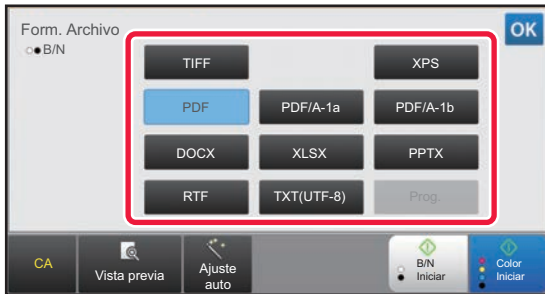 Form. Archivo
OK
B/N
TIFF XPS
PDF PDF/A-1a PDF/A-1b
DOCX XLSX PPTX
RTF TXT(UTF-8) Prog.
CA
Vista previa
Ajuste
auto
B/N
Iniciar
Color
Iniciar